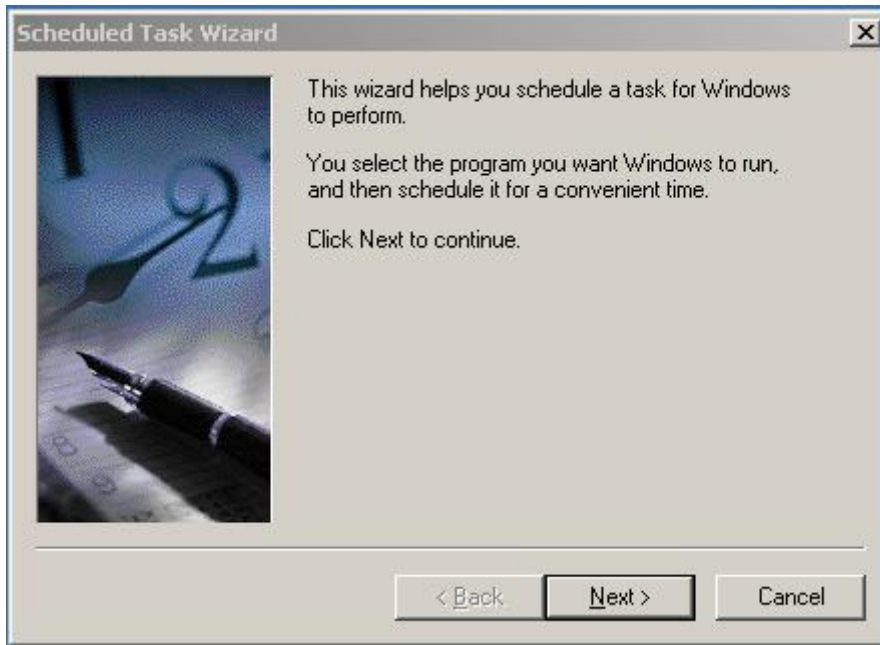 Scheduled Task Wizard
This wizard helps you schedule a task for Windows
to perform.
You select the program you want Windows to run,
and then schedule it for a convenient time.
Click Next to continue.
2
< Back
Next >
Cancel